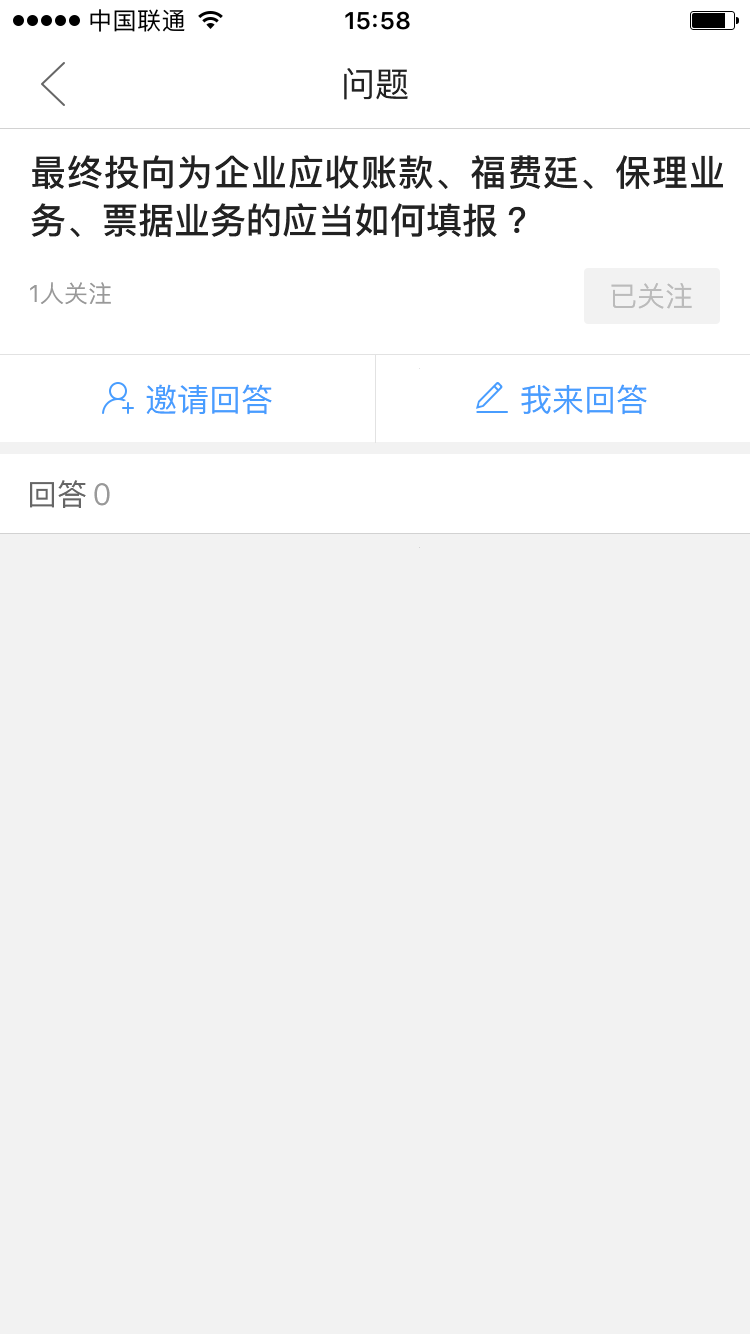 中国联通
15:58
问题
最终投向为企业应收账款、福费廷、保理业
务、票据业务的应当如何填报？
1人关注
已关注
邀请回答
我来回答
回答 0